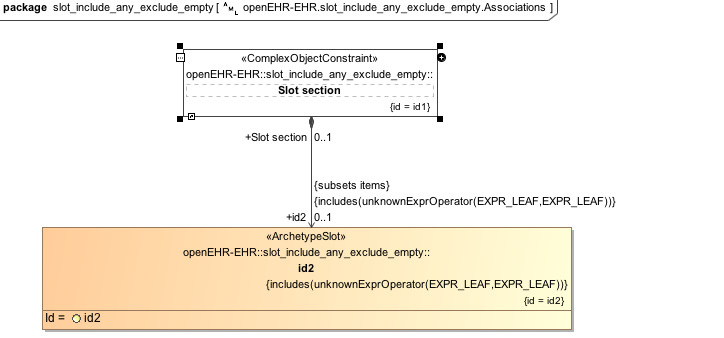 package slot_include_any_exclude_empty [ AML openEHR-EHR.slot_include_any_exclude_empty.Associations ]
«ComplexObjectConstraint»
openEHR-EHR::slot_include_any_exclude_empty::
Slot section
{id = id1}
+Slot section 0..1
{subsets items}
{includes(unknownExprOperator(EXPR_LEAF,EXPR_LEAF))}
+id2 0..1
«ArchetypeSlot»
openEHR-EHR::slot_include_any_exclude_empty::
id2
{includes(unknownExprOperator(EXPR_LEAF,EXPR_LEAF))}
{id = id2}
Id = id2